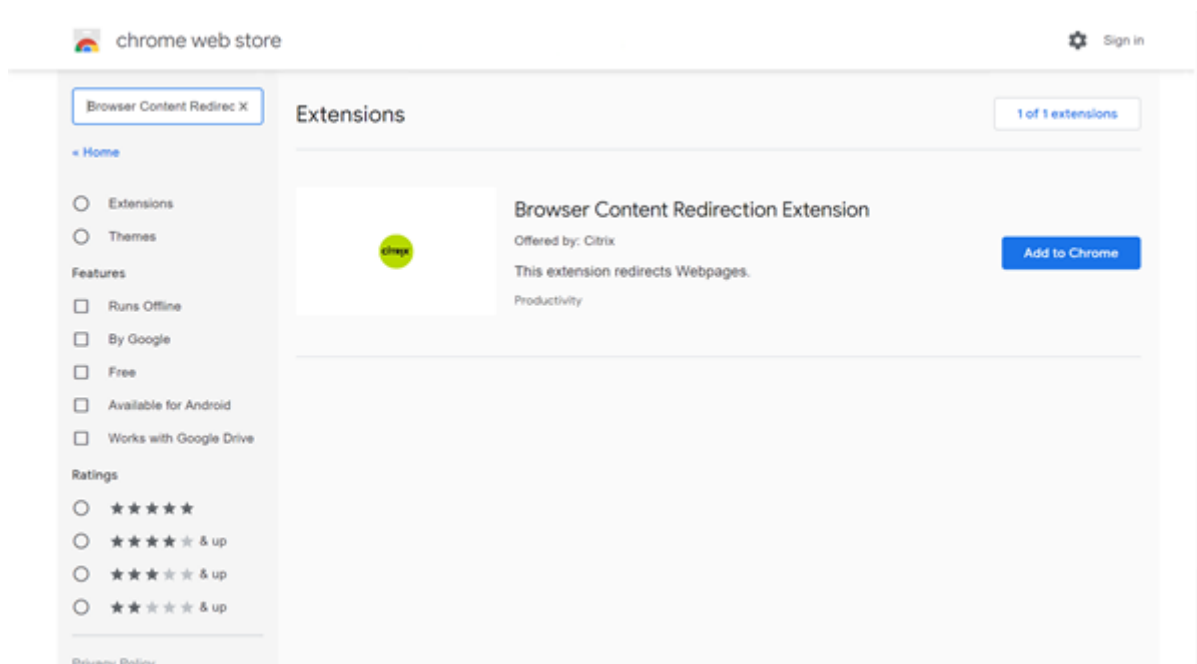 chrome web store
Sign in
Browser Content Redirec X
« Home
Extensions
Themes
Features
Runs Offline
By Google
Free
Available for Android
Works with Google Drive
Ratings
& up
& up
& up
Privacy Policy
Extensions
1 of 1 extensions
citrix
Browser Content Redirection Extension
Offered by: Citrix
This extension redirects Webpages.
Productivity
Add to Chrome